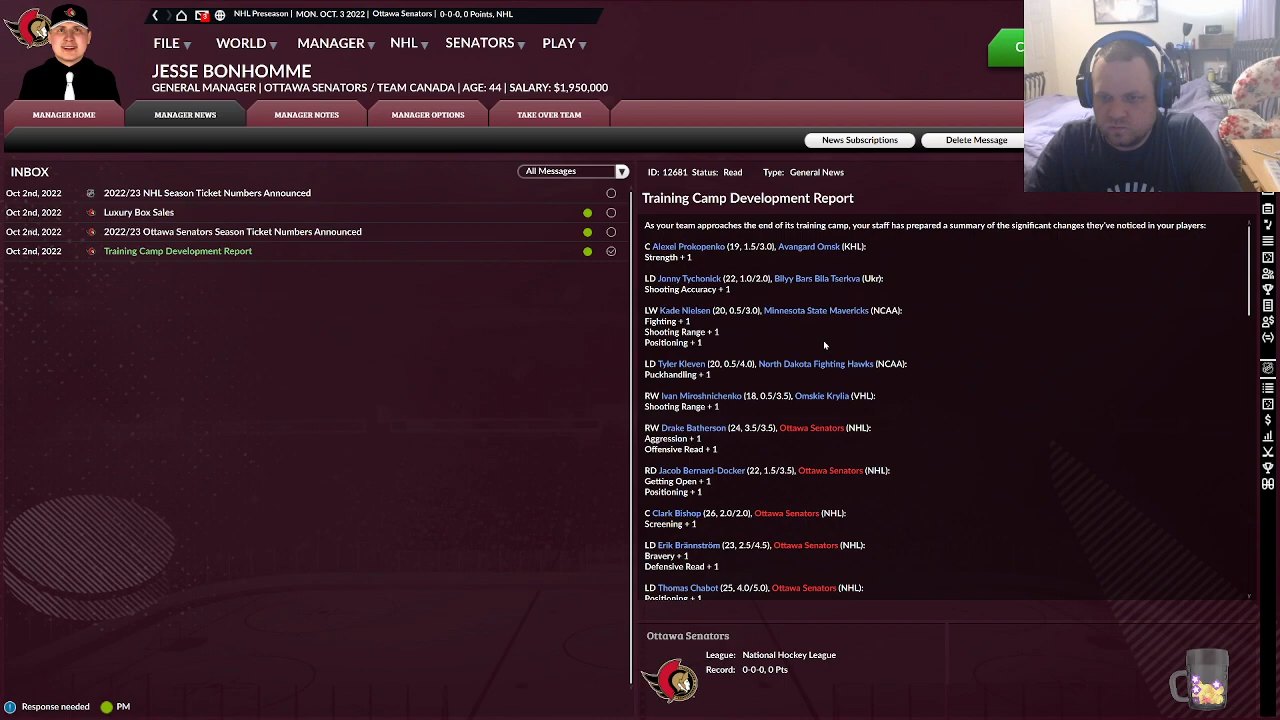 NHL Preseason | MON. OCT. 3 2022 | Ottawa Senators | 0-0-0, 0 Points, NHL
3
FILE WORLD MANAGER NHL SENATORS PLAY
JESSE BONHOMME
GENERAL MANAGER | OTTAWA SENATORS / TEAM CANADA | AGE: 44 | SALARY: $1,950,000
MANAGER HOME MANAGER NEWS MANAGER NOTES MANAGER OPTIONS TAKE OVER TEAM
News Subscriptions Delete Message
INBOX All Messages
Oct 2nd, 2022 2022/23 NHL Season Ticket Numbers Announced
Oct 2nd, 2022 Luxury Box Sales
Oct 2nd, 2022 2022/23 Ottawa Senators Season Ticket Numbers Announced
Oct 2nd, 2022 Training Camp Development Report
ID: 12681 Status: Read Type: General News
Training Camp Development Report
As your team approaches the end of its training camp, your staff has prepared a summary of the significant changes they've noticed in your players:
C Alexei Prokopenko (19, 1.5/3.0), Avangard Omsk (KHL):
Strength + 1
LD Jonny Tychonick (22, 1.0/2.0), Bilyy Bars Bila Tserkva (Ukr):
Shooting Accuracy + 1
LW Kade Nielsen (20, 0.5/3.0), Minnesota State Mavericks (NCAA):
Fighting + 1
Shooting Range + 1
Positioning + 1
LD Tyler Kleven (20, 0.5/4.0), North Dakota Fighting Hawks (NCAA):
Puckhandling + 1
RW Ivan Miroshnichenko (18, 0.5/3.5), Omskie Krylia (VHL):
Shooting Range + 1
RW Drake Batherson (24, 3.5/3.5), Ottawa Senators (NHL):
Aggression + 1
Offensive Read + 1
RD Jacob Bernard-Docker (22, 1.5/3.5), Ottawa Senators (NHL):
Getting Open + 1
Positioning + 1
C Clark Bishop (26, 2.0/2.0), Ottawa Senators (NHL):
Screening + 1
LD Erik Brännström (23, 2.5/4.5), Ottawa Senators (NHL):
Bravery + 1
Defensive Read + 1
LD Thomas Chabot (25, 4.0/5.0), Ottawa Senators (NHL):
Positioning + 1
Ottawa Senators
League: National Hockey League
Record: 0-0-0, 0 Pts
Response needed PM